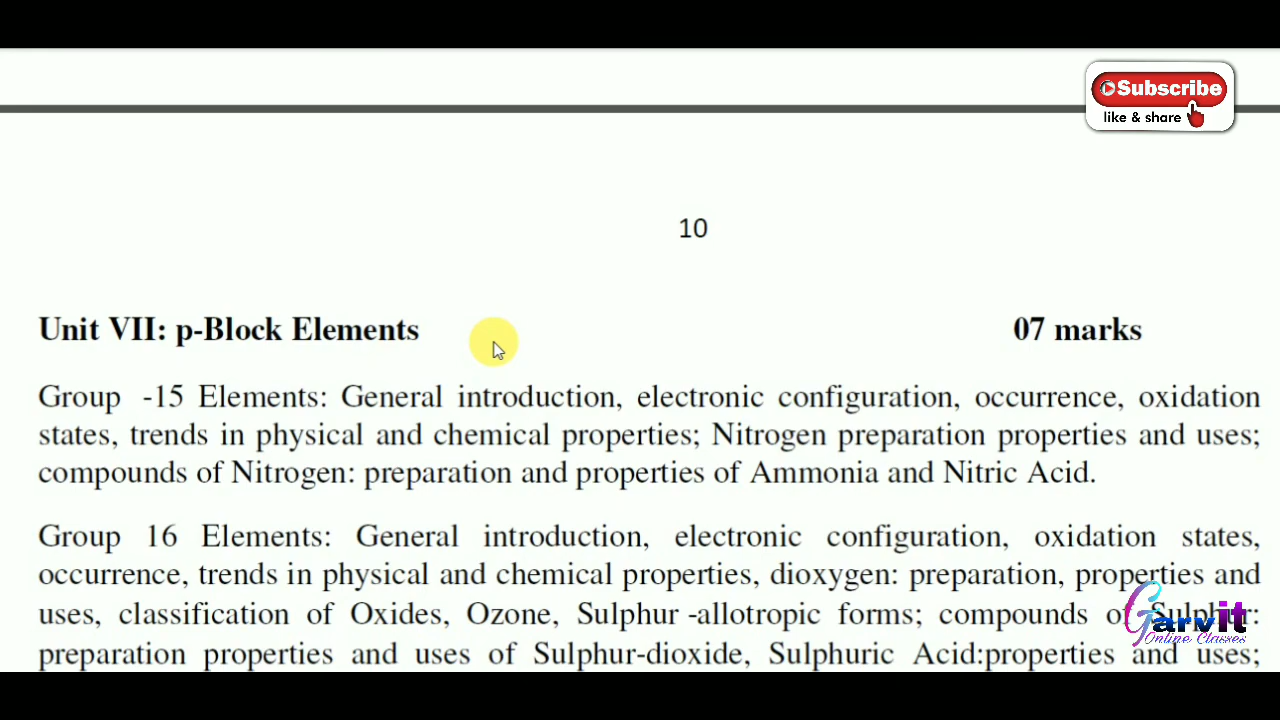 Subscribe
like & share
10
Unit VII: p-Block Elements 07 marks
Group -15 Elements: General introduction, electronic configuration, occurrence, oxidation
states, trends in physical and chemical properties; Nitrogen preparation properties and uses;
compounds of Nitrogen: preparation and properties of Ammonia and Nitric Acid.
Group 16 Elements: General introduction, electronic configuration, oxidation states,
occurrence, trends in physical and chemical properties, dioxygen: preparation, properties and
uses, classification of Oxides, Ozone, Sulphur -allotropic forms; compounds of Sulphur:
preparation properties and uses of Sulphur-dioxide, Sulphuric Acid:properties and uses;
Garvit
Online Classes